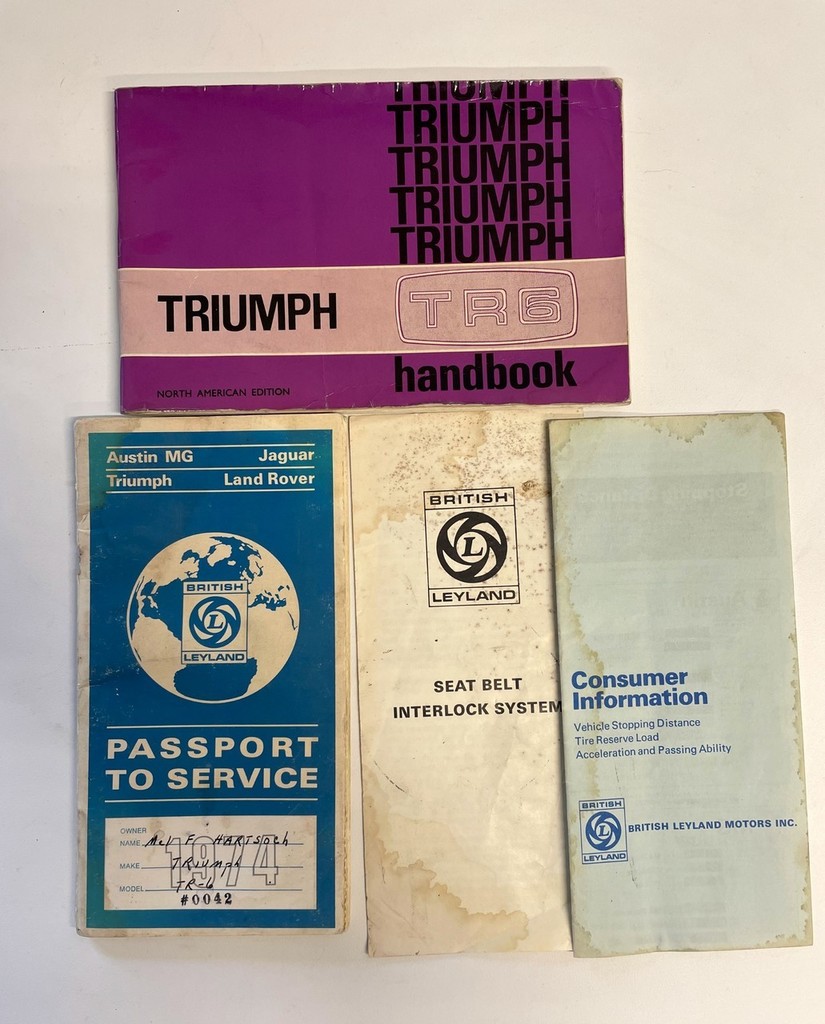 TRIUMPH
TRIUMPH
TRIUMPH
TRIUMPH
TRIUMPH
TRIUMPH TR6
handbook
NORTH AMERICAN EDITION
Austin MG Jaguar
Triumph Land Rover
BRITISH
L
LEYLAND
PASSPORT
TO SERVICE
OWNER
NAME Mel F HARTSOCh
1974
MAKE TRIUMPh
MODEL TR-6
#0042
BRITISH
L
LEYLAND
SEAT BELT
INTERLOCK SYSTEM
Consumer
Information
Vehicle Stopping Distance
Tire Reserve Load
Acceleration and Passing Ability
BRITISH
L
LEYLAND
BRITISH LEYLAND MOTORS INC.